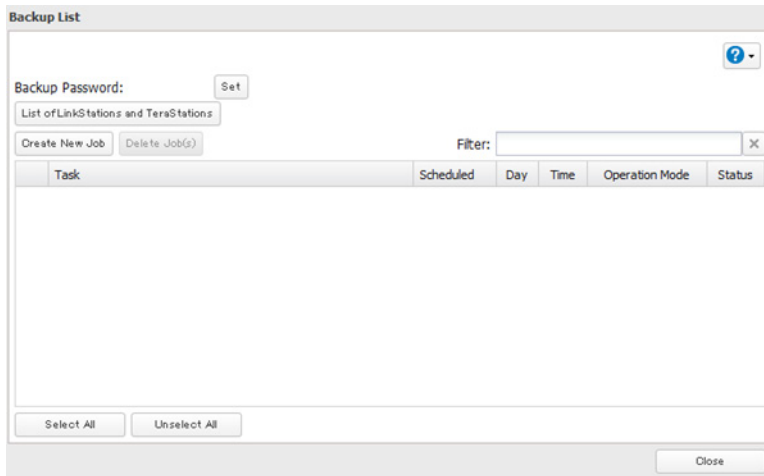 Backup List
?
Backup Password: Set
List of LinkStations and TeraStations
Create New Job Delete Job(s) Filter:
Task Scheduled Day Time Operation Mode Status
Select All Unselect All
Close